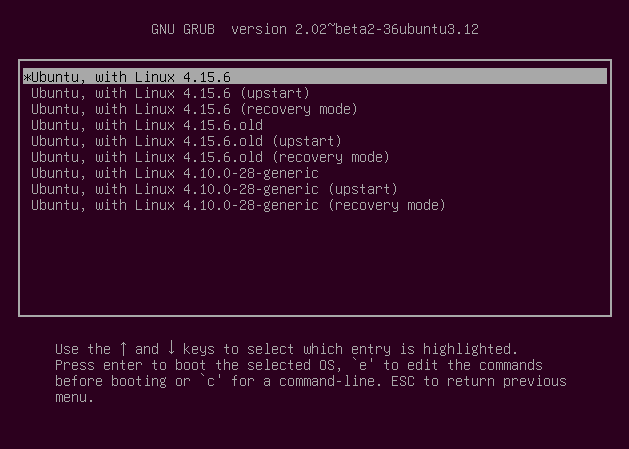 GNU GRUB  version 2.02~beta2-36ubuntu3.12
*Ubuntu, with Linux 4.15.6
Ubuntu, with Linux 4.15.6 (upstart)
Ubuntu, with Linux 4.15.6 (recovery mode)
Ubuntu, with Linux 4.15.6.old
Ubuntu, with Linux 4.15.6.old (upstart)
Ubuntu, with Linux 4.15.6.old (recovery mode)
Ubuntu, with Linux 4.10.0-28-generic
Ubuntu, with Linux 4.10.0-28-generic (upstart)
Ubuntu, with Linux 4.10.0-28-generic (recovery mode)
Use the ↑ and ↓ keys to select which entry is highlighted.
Press enter to boot the selected OS, `e' to edit the commands
before booting or `c' for a command-line. ESC to return previous
menu.